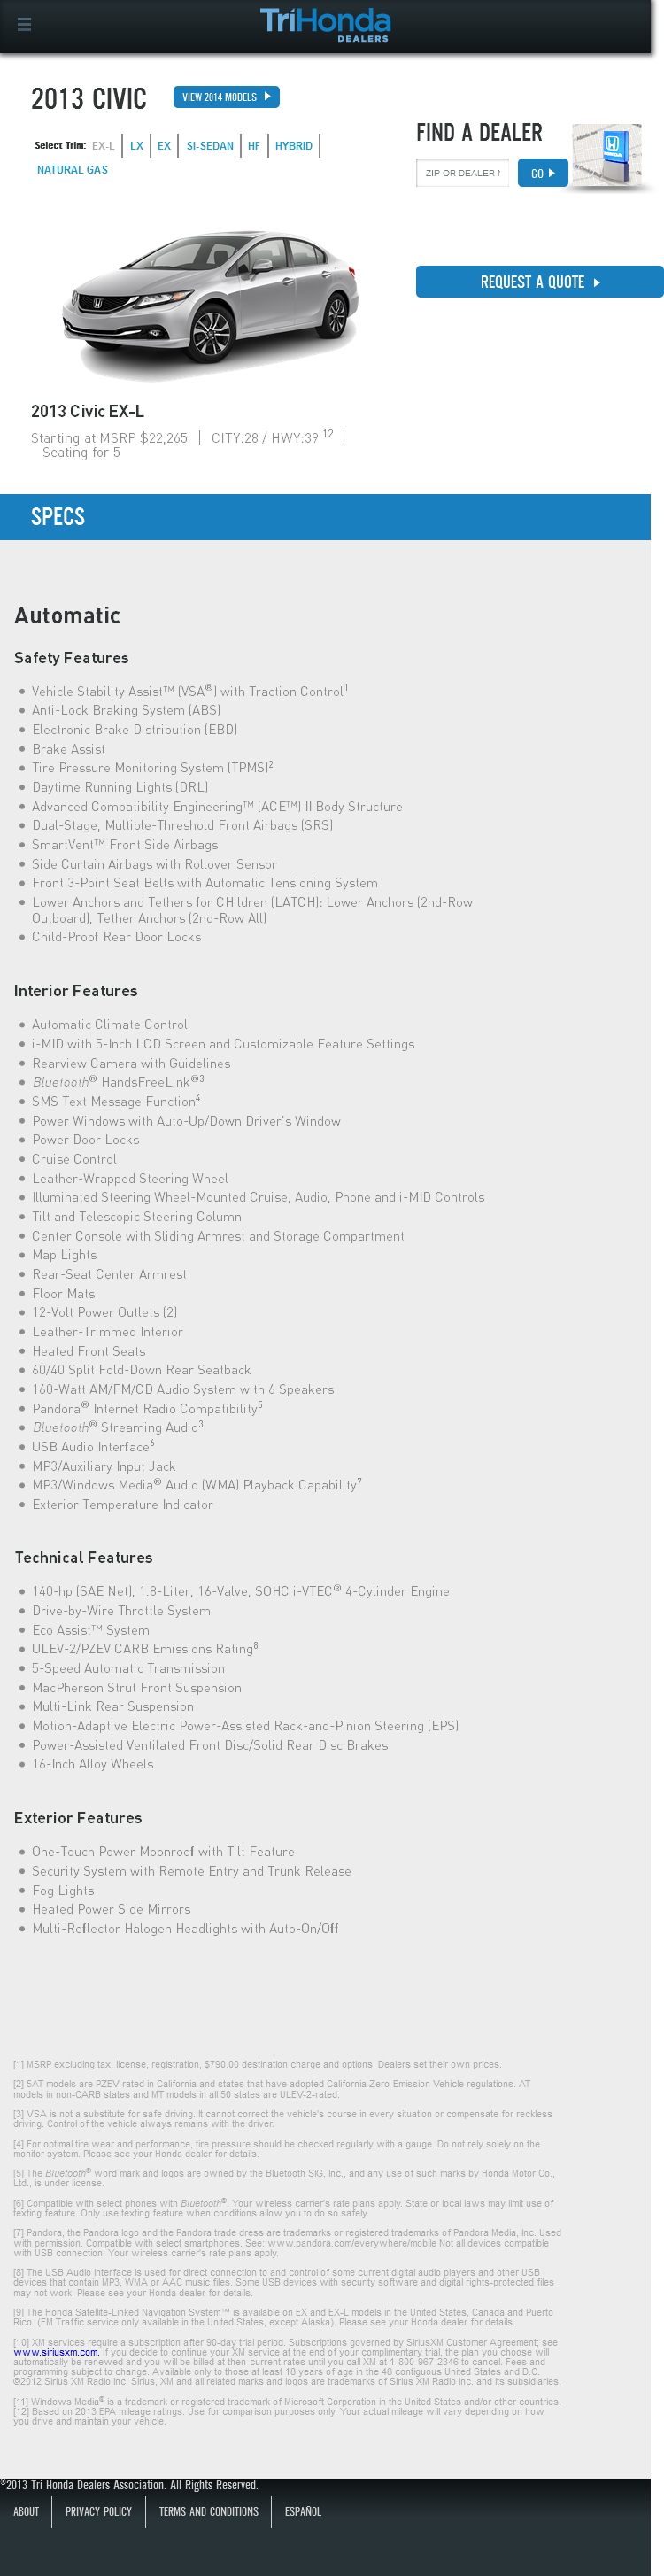 TriHonda
DEALERS
2013 CIVIC
VIEW 2014 MODELS
Select Trim: EX-L LX EX SI-SEDAN HF HYBRID
NATURAL GAS
FIND A DEALER
ZIP OR DEALER
GO
REQUEST A QUOTE
2013 Civic EX-L
Starting at MSRP $22,265 | CITY.28 / HWY.39 12 |
Seating for 5
SPECS
Automatic
Safety Features
Vehicle Stability Assist™ (VSA®) with Traction Control1
Anti-Lock Braking System (ABS)
Electronic Brake Distribution (EBD)
Brake Assist
Tire Pressure Monitoring System (TPMS)2
Daytime Running Lights (DRL)
Advanced Compatibility Engineering™ (ACE™) II Body Structure
Dual-Stage, Multiple-Threshold Front Airbags (SRS)
SmartVent™ Front Side Airbags
Side Curtain Airbags with Rollover Sensor
Front 3-Point Seat Belts with Automatic Tensioning System
Lower Anchors and Tethers for CHildren (LATCH): Lower Anchors (2nd-Row
Outboard), Tether Anchors (2nd-Row All)
Child-Proof Rear Door Locks
Interior Features
Automatic Climate Control
i-MID with 5-Inch LCD Screen and Customizable Feature Settings
Rearview Camera with Guidelines
Bluetooth® HandsFreeLink®3
SMS Text Message Function4
Power Windows with Auto-Up/Down Driver's Window
Power Door Locks
Cruise Control
Leather-Wrapped Steering Wheel
Illuminated Steering Wheel-Mounted Cruise, Audio, Phone and i-MID Controls
Tilt and Telescopic Steering Column
Center Console with Sliding Armrest and Storage Compartment
Map Lights
Rear-Seat Center Armrest
Floor Mats
12-Volt Power Outlets (2)
Leather-Trimmed Interior
Heated Front Seats
60/40 Split Fold-Down Rear Seatback
160-Watt AM/FM/CD Audio System with 6 Speakers
Pandora® Internet Radio Compatibility5
Bluetooth® Streaming Audio3
USB Audio Interface6
MP3/Auxiliary Input Jack
MP3/Windows Media® Audio (WMA) Playback Capability7
Exterior Temperature Indicator
Technical Features
140-hp (SAE Net), 1.8-Liter, 16-Valve, SOHC i-VTEC® 4-Cylinder Engine
Drive-by-Wire Throttle System
Eco Assist™ System
ULEV-2/PZEV CARB Emissions Rating8
5-Speed Automatic Transmission
MacPherson Strut Front Suspension
Multi-Link Rear Suspension
Motion-Adaptive Electric Power-Assisted Rack-and-Pinion Steering (EPS)
Power-Assisted Ventilated Front Disc/Solid Rear Disc Brakes
16-Inch Alloy Wheels
Exterior Features
One-Touch Power Moonroof with Tilt Feature
Security System with Remote Entry and Trunk Release
Fog Lights
Heated Power Side Mirrors
Multi-Reflector Halogen Headlights with Auto-On/Off
[1] MSRP excluding tax, license, registration, $790.00 destination charge and options. Dealers set their own prices.
[2] 5AT models are PZEV-rated in California and states that have adopted California Zero-Emission Vehicle regulations. AT
models in non-CARB states and MT models in all 50 states are ULEV-2-rated.
[3] VSA is not a substitute for safe driving. It cannot correct the vehicle's course in every situation or compensate for reckless
driving. Control of the vehicle always remains with the driver.
[4] For optimal tire wear and performance, tire pressure should be checked regularly with a gauge. Do not rely solely on the
monitor system. Please see your Honda dealer for details.
[5] The Bluetooth® word mark and logos are owned by the Bluetooth SIG, Inc., and any use of such marks by Honda Motor Co.,
Ltd., is under license.
[6] Compatible with select phones with Bluetooth®. Your wireless carrier's rate plans apply. State or local laws may limit use of
texting feature. Only use texting feature when conditions allow you to do so safely.
[7] Pandora, the Pandora logo and the Pandora trade dress are trademarks or registered trademarks of Pandora Media, Inc. Used
with permission. Compatible with select smartphones. See: www.pandora.com/everywhere/mobile Not all devices compatible
with USB connection. Your wireless carrier's rate plans apply.
[8] The USB Audio Interface is used for direct connection to and control of some current digital audio players and other USB
devices that contain MP3, WMA or AAC music files. Some USB devices with security software and digital rights-protected files
may not work. Please see your Honda dealer for details.
[9] The Honda Satellite-Linked Navigation System™ is available on EX and EX-L models in the United States, Canada and Puerto
Rico. (FM Traffic service only available in the United States, except Alaska). Please see your Honda dealer for details.
[10] XM services require a subscription after 90-day trial period. Subscriptions governed by SiriusXM Customer Agreement; see
www.siriusxm.com. If you decide to continue your XM service at the end of your complimentary trial, the plan you choose will
automatically be renewed and you will be billed at then-current rates until you call XM at 1-800-967-2346 to cancel. Fees and
programming subject to change. Available only to those at least 18 years of age in the 48 contiguous United States and D.C.
©2012 Sirius XM Radio Inc. Sirius, XM and all related marks and logos are trademarks of Sirius XM Radio Inc. and its subsidiaries.
[11] Windows Media® is a trademark or registered trademark of Microsoft Corporation in the United States and/or other countries.
[12] Based on 2013 EPA mileage ratings. Use for comparison purposes only. Your actual mileage will vary depending on how
you drive and maintain your vehicle.
©2013 Tri Honda Dealers Association. All Rights Reserved.
ABOUT PRIVACY POLICY TERMS AND CONDITIONS ESPAÑOL